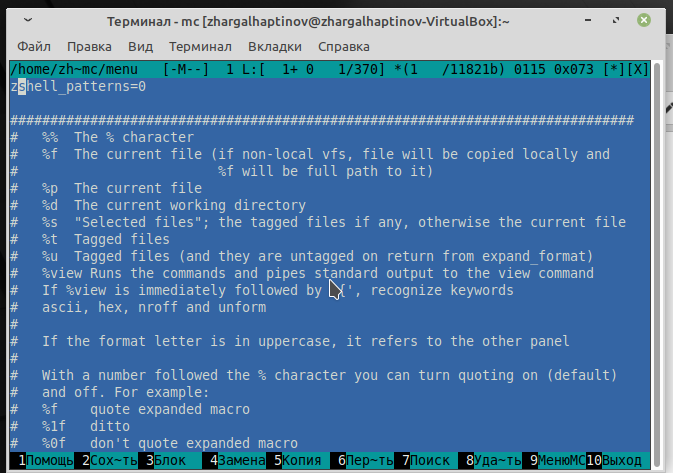 Терминал - mc [zhargalhaptinov@zhargalhaptinov-VirtualBox]:~
Файл Правка Вид Терминал Вкладки Справка
/home/zh~mc/menu [-M--] 1 L:[ 1+ 0 1/370] *(1 /11821b) 0115 0x073 [*][X]
zshell_patterns=0
##############################################################################
# %% The % character
# %f The current file (if non-local vfs, file will be copied locally and
# %f will be full path to it)
# %p The current file
# %d The current working directory
# %s "Selected files"; the tagged files if any, otherwise the current file
# %t Tagged files
# %u Tagged files (and they are untagged on return from expand_format)
# %view Runs the commands and pipes standard output to the view command
# If %view is immediately followed by '{', recognize keywords
# ascii, hex, nroff and unform
#
# If the format letter is in uppercase, it refers to the other panel
#
# With a number followed the % character you can turn quoting on (default)
# and off. For example:
# %f quote expanded macro
# %1f ditto
# %0f don't quote expanded macro
1Помощь 2Сох~ть 3Блок 4Замена 5Копия 6Пер~ть 7Поиск 8Уда~ть 9МенюMC 10Выход